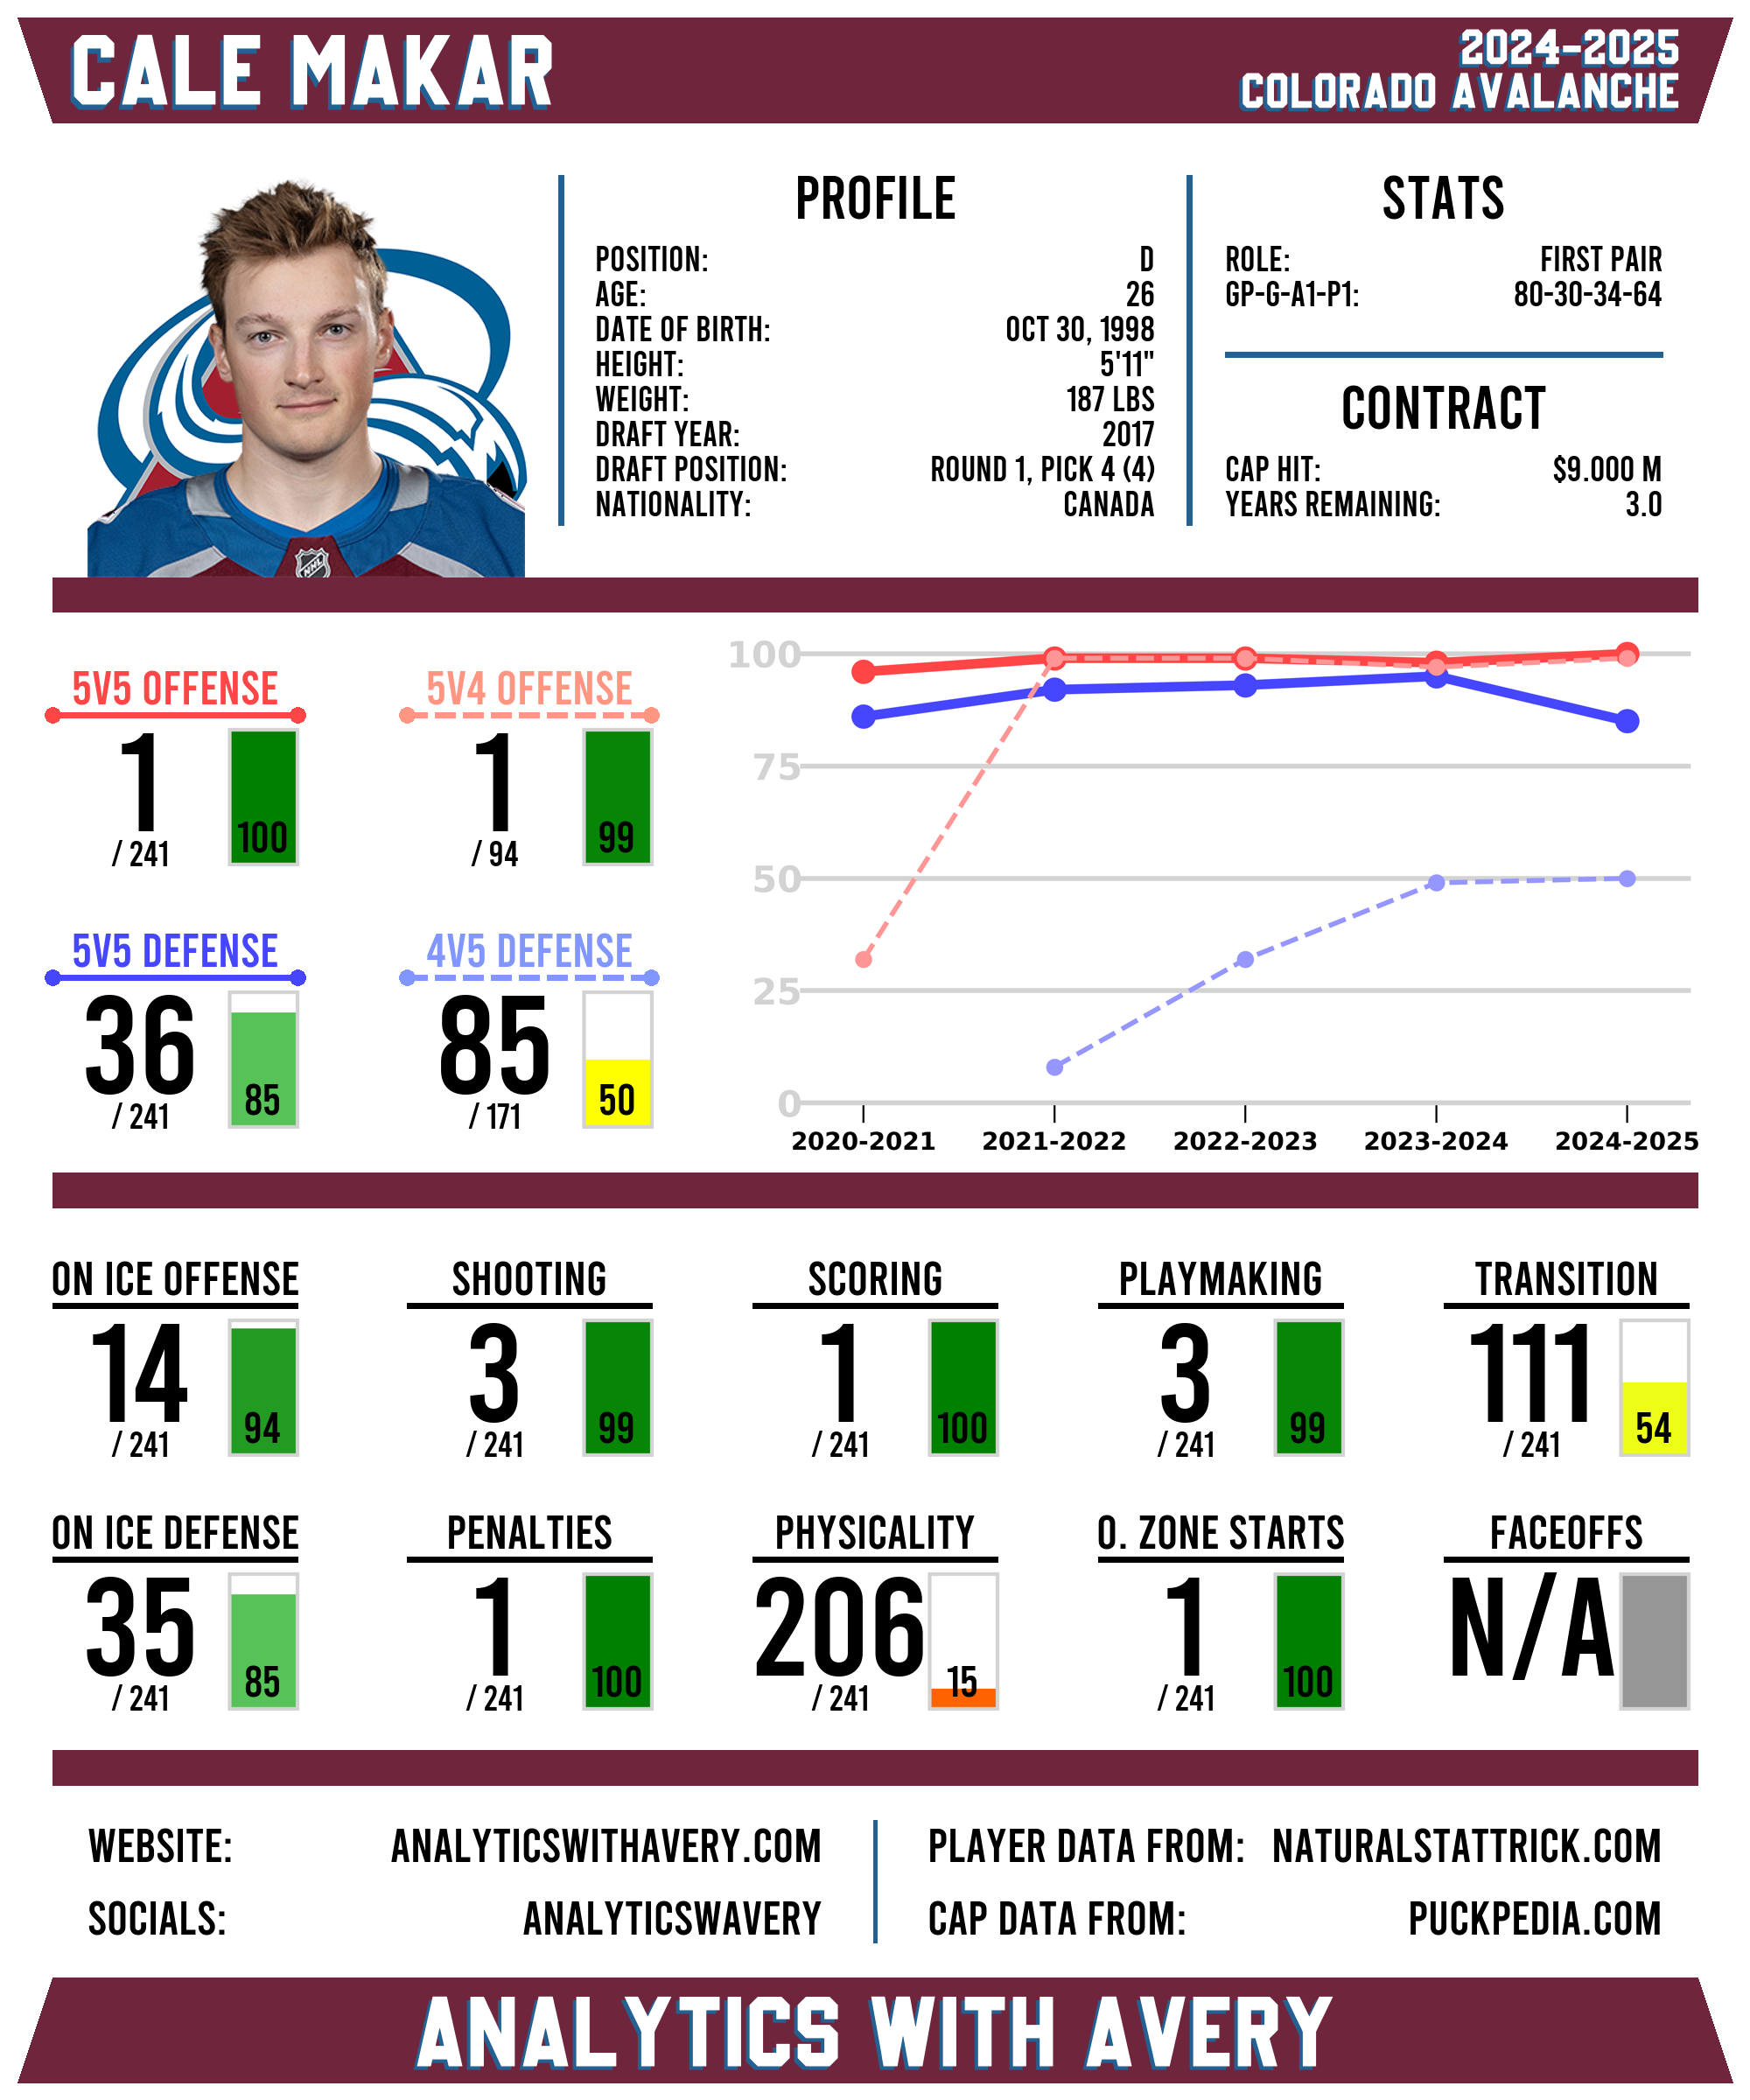 CALE MAKAR
2024-2025
COLORADO AVALANCHE
PROFILE
POSITION: D
AGE: 26
DATE OF BIRTH: OCT 30, 1998
HEIGHT: 5'11"
WEIGHT: 187 LBS
DRAFT YEAR: 2017
DRAFT POSITION: ROUND 1, PICK 4 (4)
NATIONALITY: CANADA
STATS
ROLE: FIRST PAIR
GP-G-A1-P1: 80-30-34-64
CONTRACT
CAP HIT: $9.000 M
YEARS REMAINING: 3.0
NHL
5V5 OFFENSE
1
/ 241
100
5V4 OFFENSE
1
/ 94
99
5V5 DEFENSE
36
/ 241
85
4V5 DEFENSE
85
/ 171
50
100
75
50
25
0
2020-2021 2021-2022 2022-2023 2023-2024 2024-2025
ON ICE OFFENSE
14
/ 241
94
SHOOTING
3
/ 241
99
SCORING
1
/ 241
100
PLAYMAKING
3
/ 241
99
TRANSITION
111
/ 241
54
ON ICE DEFENSE
35
/ 241
85
PENALTIES
1
/ 241
100
PHYSICALITY
206
/ 241
15
O. ZONE STARTS
1
/ 241
100
FACEOFFS
N/A
WEBSITE: ANALYTICSWITHAVERY.COM
SOCIALS: ANALYTICSWAVERY
PLAYER DATA FROM: NATURALSTATTRICK.COM
CAP DATA FROM: PUCKPEDIA.COM
ANALYTICS WITH AVERY